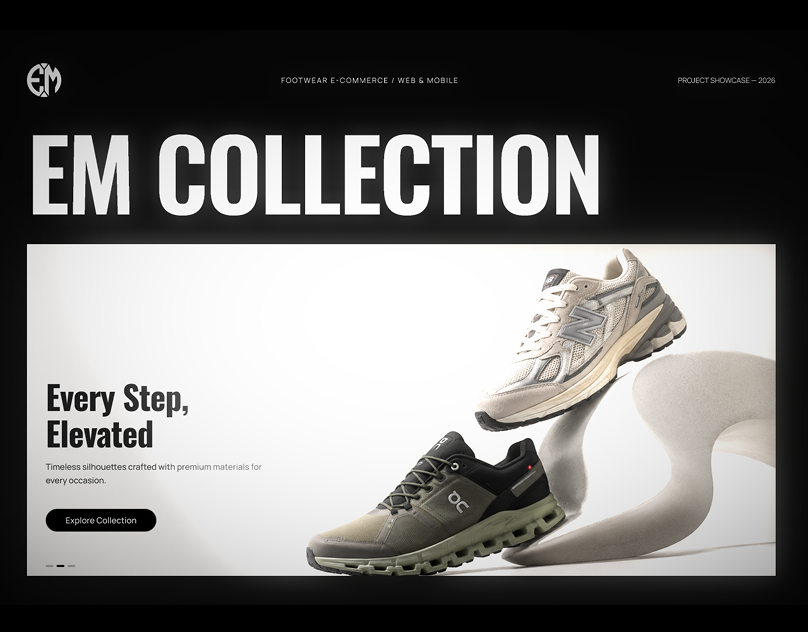 EM
FOOTWEAR E-COMMERCE / WEB & MOBILE
PROJECT SHOWCASE — 2026
EM COLLECTION
Every Step,
Elevated
Timeless silhouettes crafted with premium materials for
every occasion.
Explore Collection
N